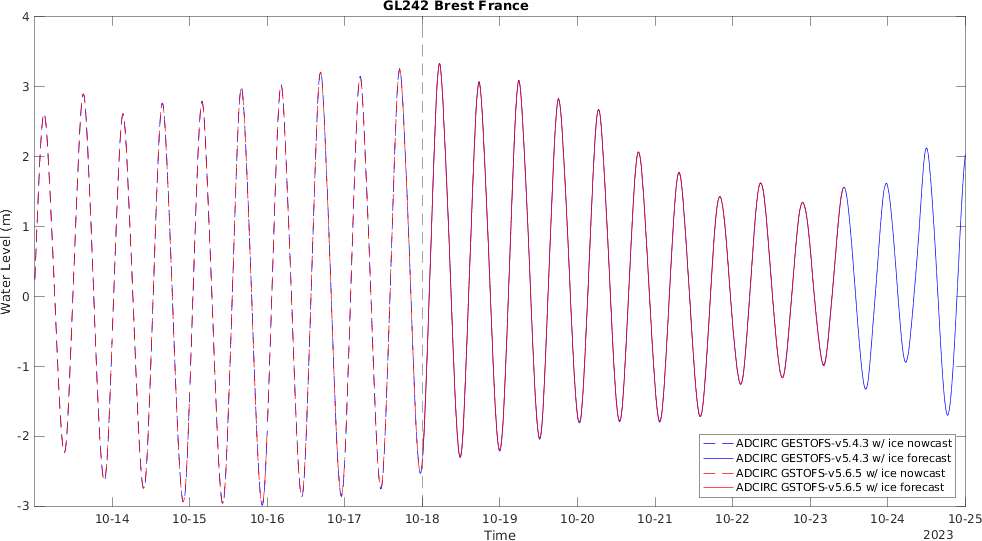 GL242 Brest France
4
3
2
1
0
-1
-2
-3
Water Level (m)
10-14 10-15 10-16 10-17 10-18 10-19 10-20 10-21 10-22 10-23 10-24 10-25
Time
2023
ADCIRC GESTOFS-v5.4.3 w/ ice nowcast
ADCIRC GESTOFS-v5.4.3 w/ ice forecast
ADCIRC GSTOFS-v5.6.5 w/ ice nowcast
ADCIRC GSTOFS-v5.6.5 w/ ice forecast